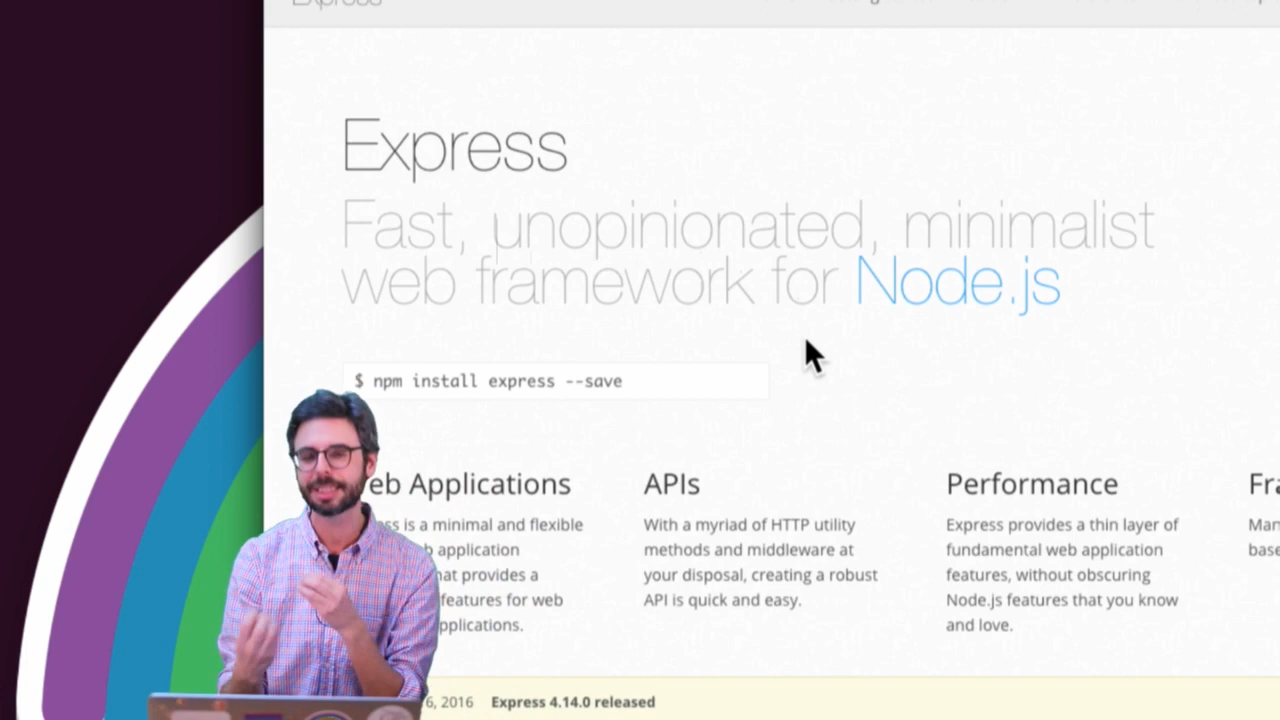 Express
Express
Fast, unopinionated, minimalist
web framework for Node.js
$ npm install express --save
eb Applications
ss is a minimal and flexible
b application
hat provides a
features for web
pplications.
APIs
With a myriad of HTTP utility
methods and middleware at
your disposal, creating a robust
API is quick and easy.
Performance
Express provides a thin layer of
fundamental web application
features, without obscuring
Node.js features that you know
and love.
Fra
Man
base
6, 2016 Express 4.14.0 released